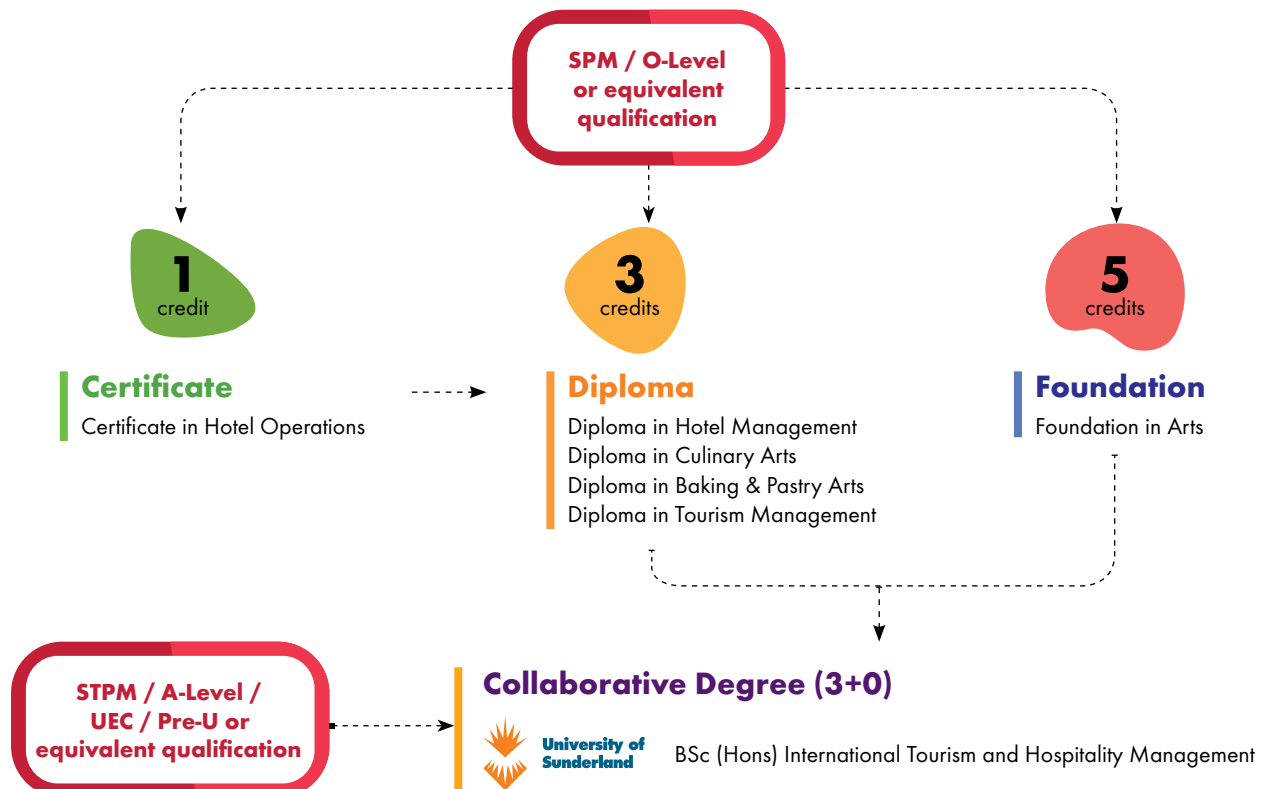 SPM / O-Level
or equivalent
qualification
1
credit
3
credits
5
credits
Certificate
Certificate in Hotel Operations
Diploma
Diploma in Hotel Management
Diploma in Culinary Arts
Diploma in Baking & Pastry Arts
Diploma in Tourism Management
Foundation
Foundation in Arts
STPM / A-Level /
UEC / Pre-U or
equivalent qualification
Collaborative Degree (3+0)
University of
Sunderland
BSc (Hons) International Tourism and Hospitality Management